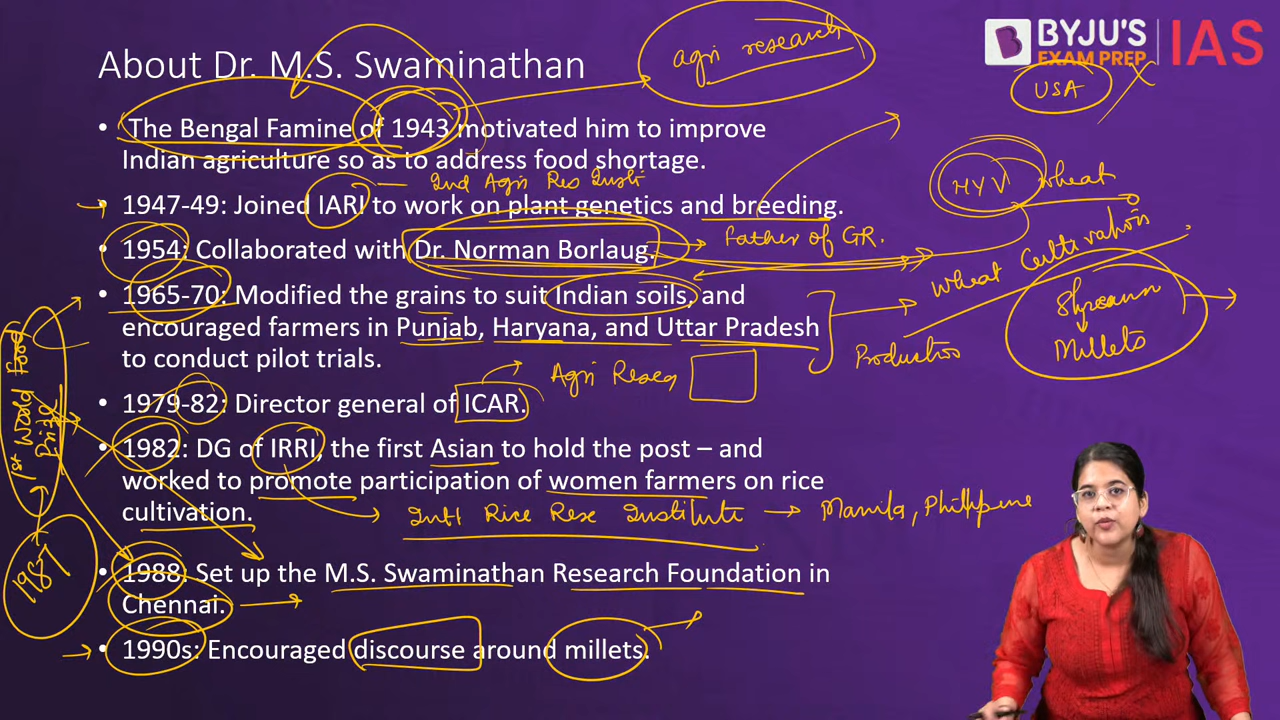 About Dr. M.S. Swaminathan
agri research
BYJU'S
EXAM PREP
IAS
USA
• The Bengal Famine of 1943 motivated him to improve
Indian agriculture so as to address food shortage.
Ind Agri Res Insti
HYV wheat
• 1947-49: Joined IARI to work on plant genetics and breeding.
• 1954: Collaborated with Dr. Norman Borlaug.
Father of GR.
Wheat Cultivation
• 1965-70: Modified the grains to suit Indian soils, and
encouraged farmers in Punjab, Haryana, and Uttar Pradesh
to conduct pilot trials.
Production
Millets
Agri Resea
• 1979-82: Director general of ICAR.
1st World Food
Prize
1987
• 1982: DG of IRRI, the first Asian to hold the post – and
worked to promote participation of women farmers on rice
cultivation.
Intl Rice Rese Institute → Manila, Phillippine
• 1988: Set up the M.S. Swaminathan Research Foundation in
Chennai.
• 1990s: Encouraged discourse around millets.